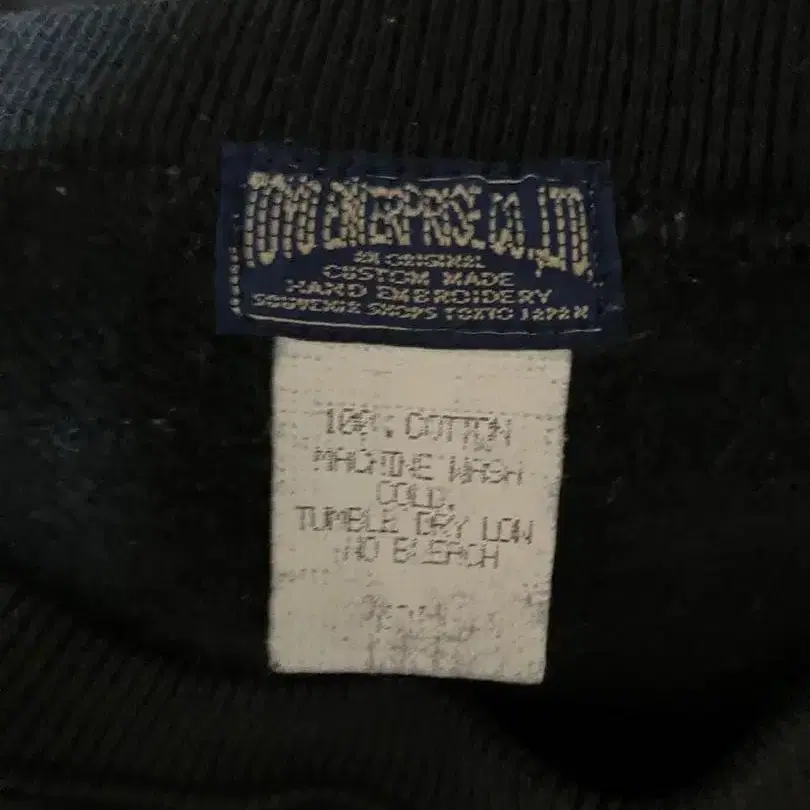 TOYO ENTERPRISE CO.,LTD.
AN ORIGINAL
CUSTOM MADE
HAND EMBROIDERY
SOUVENIR SHOPS TOKYO JAPAN
100% COTTON
MACHINE WASH
COLD.
TUMBLE DRY LOW
NO BLEACH